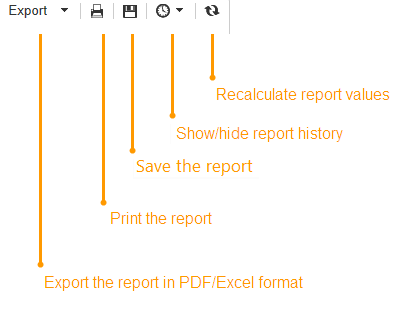 Export
Recalculate report values
Show/hide report history
Save the report
Print the report
Export the report in PDF/Excel format